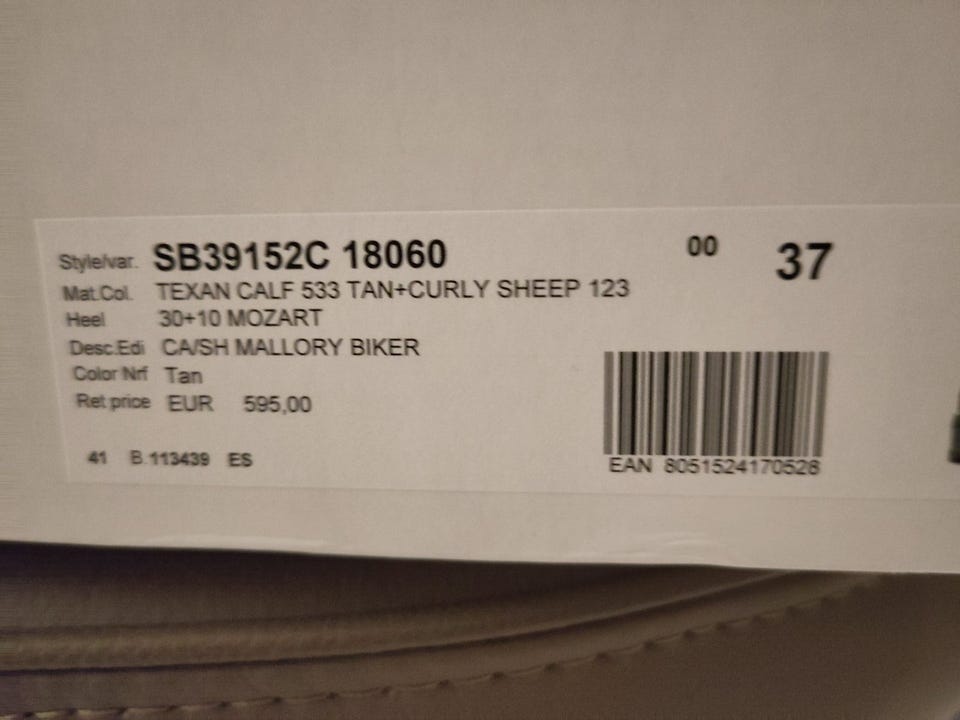 Style/var. SB39152C 18060 00 37
Mat.Col. TEXAN CALF 533 TAN+CURLY SHEEP 123
Heel 30+10 MOZART
Desc.Edi CA/SH MALLORY BIKER
Color Nrf Tan
Ret price EUR 595,00
41 B.113439 ES
EAN 8051524170528